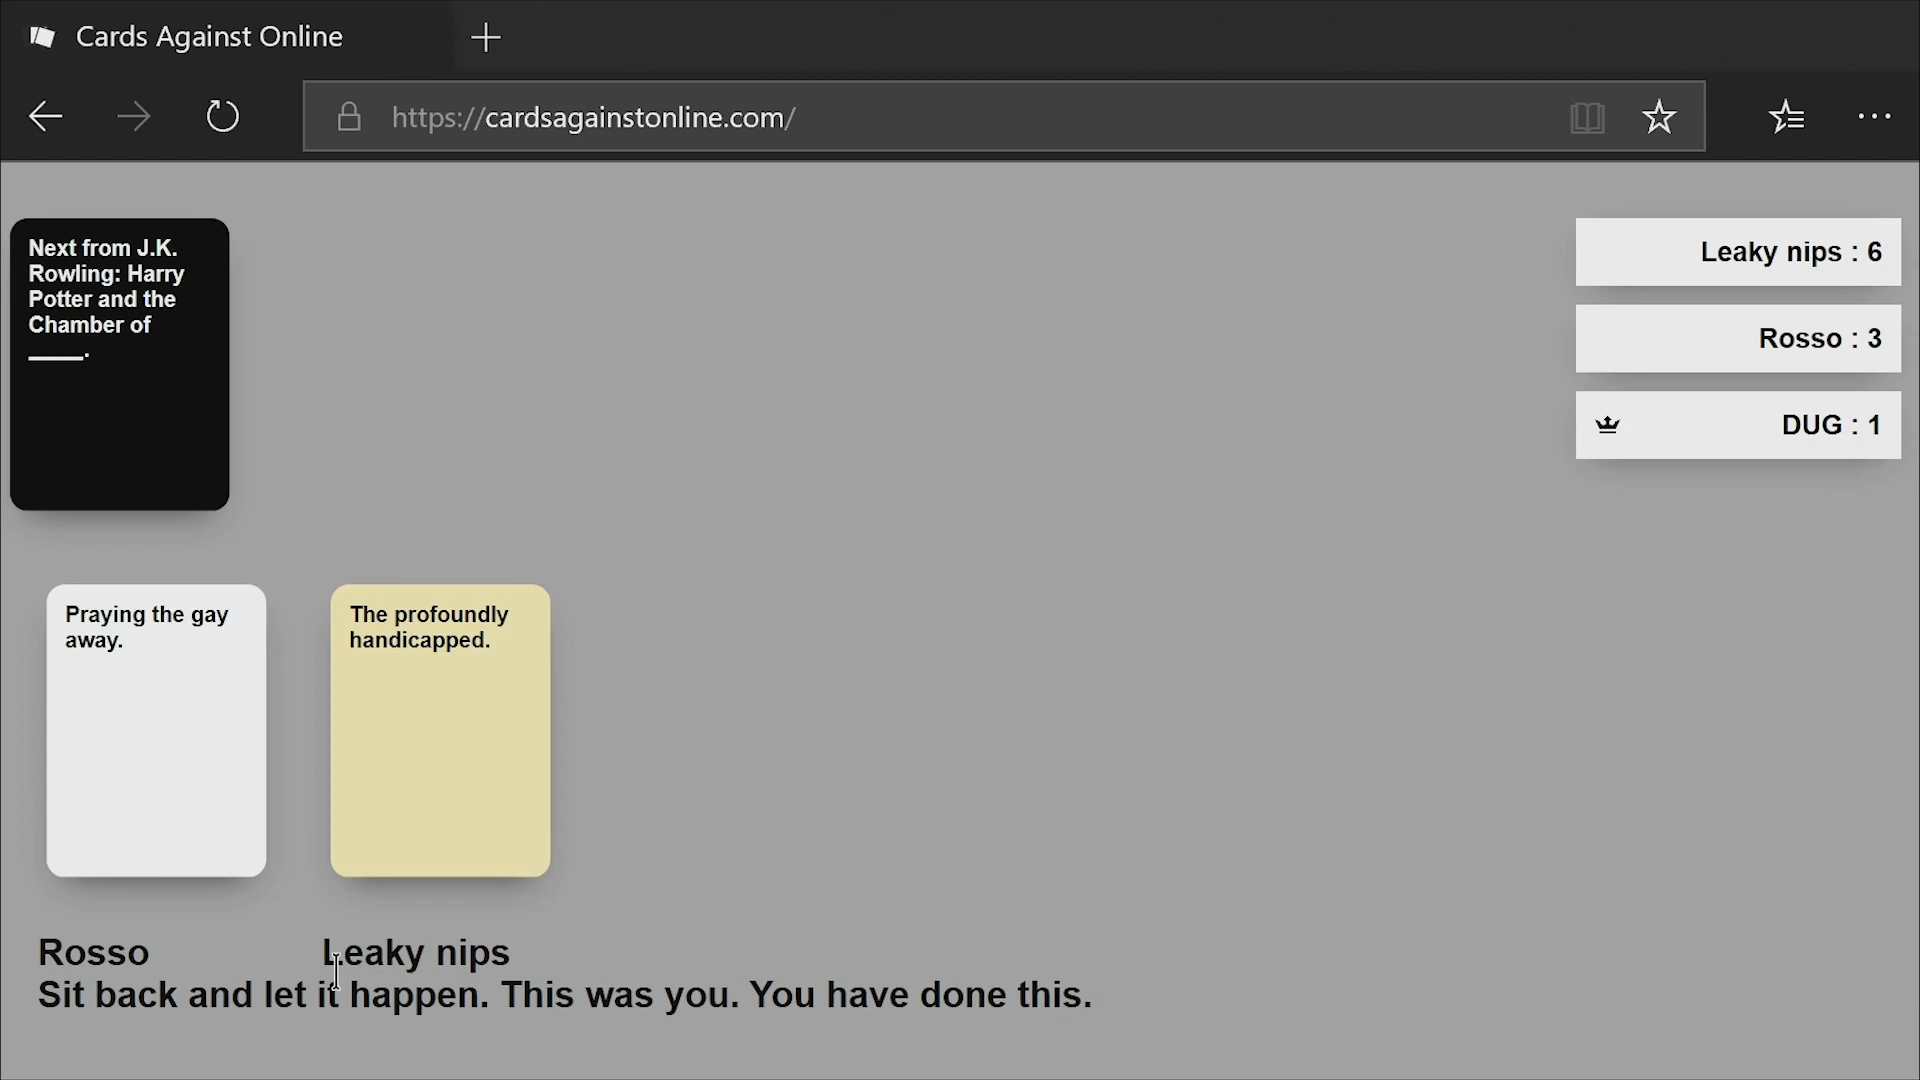 Cards Against Online
https://cardsagainstonline.com/
Next from J.K.
Rowling: Harry
Potter and the
Chamber of
_____.
Leaky nips : 6
Rosso : 3
DUG : 1
Praying the gay
away.
The profoundly
handicapped.
Rosso
Leaky nips
Sit back and let it happen. This was you. You have done this.